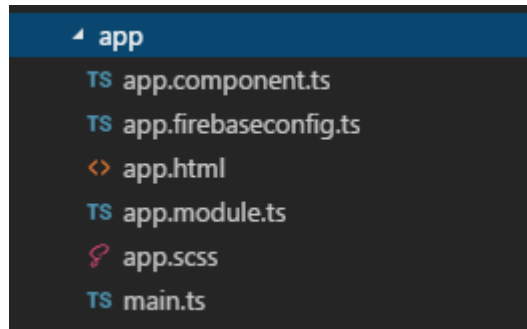 app
TS app.component.ts
TS app.firebaseconfig.ts
<> app.html
TS app.module.ts
app.scss
TS main.ts